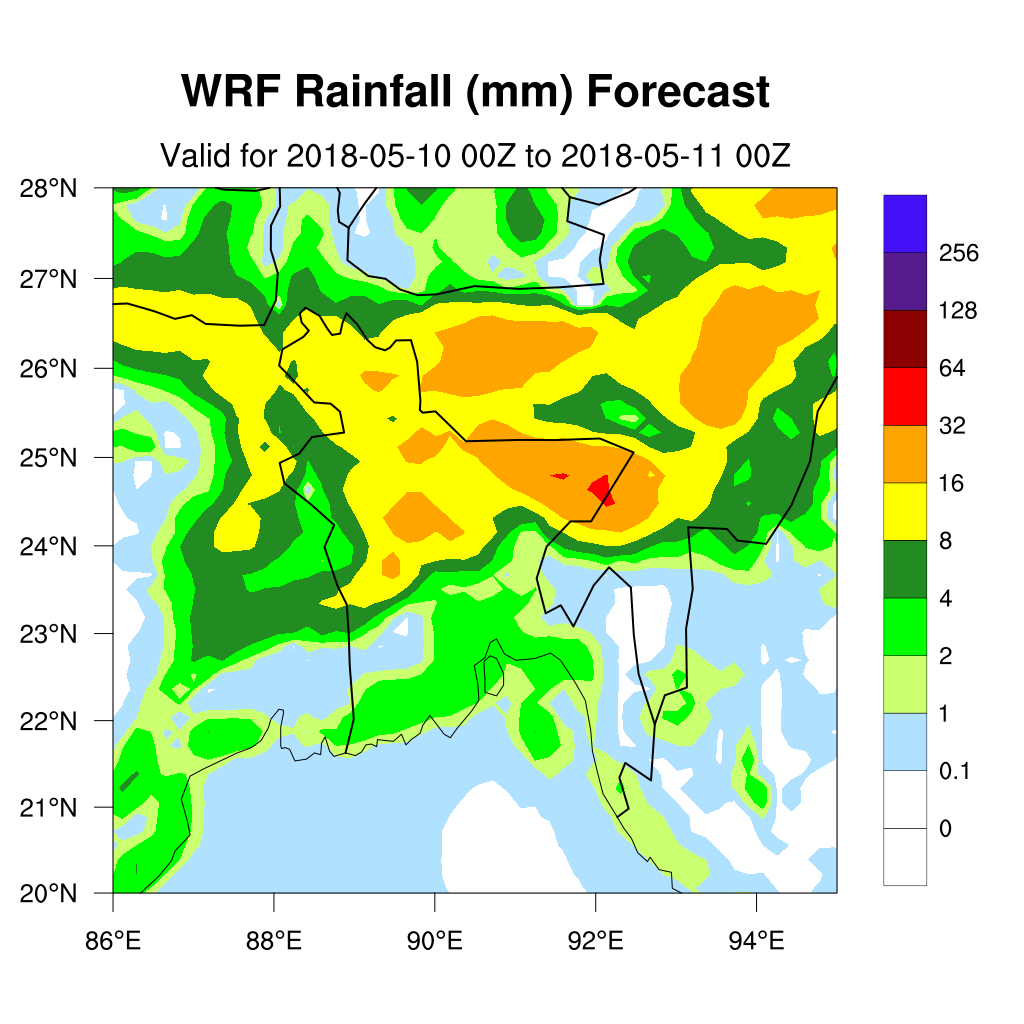 WRF Rainfall (mm) Forecast
Valid for 2018-05-10 00Z to 2018-05-11 00Z
28°N
27°N
26°N
25°N
24°N
23°N
22°N
21°N
20°N
86°E
88°E
90°E
92°E
94°E
256
128
64
32
16
8
4
2
1
0.1
0